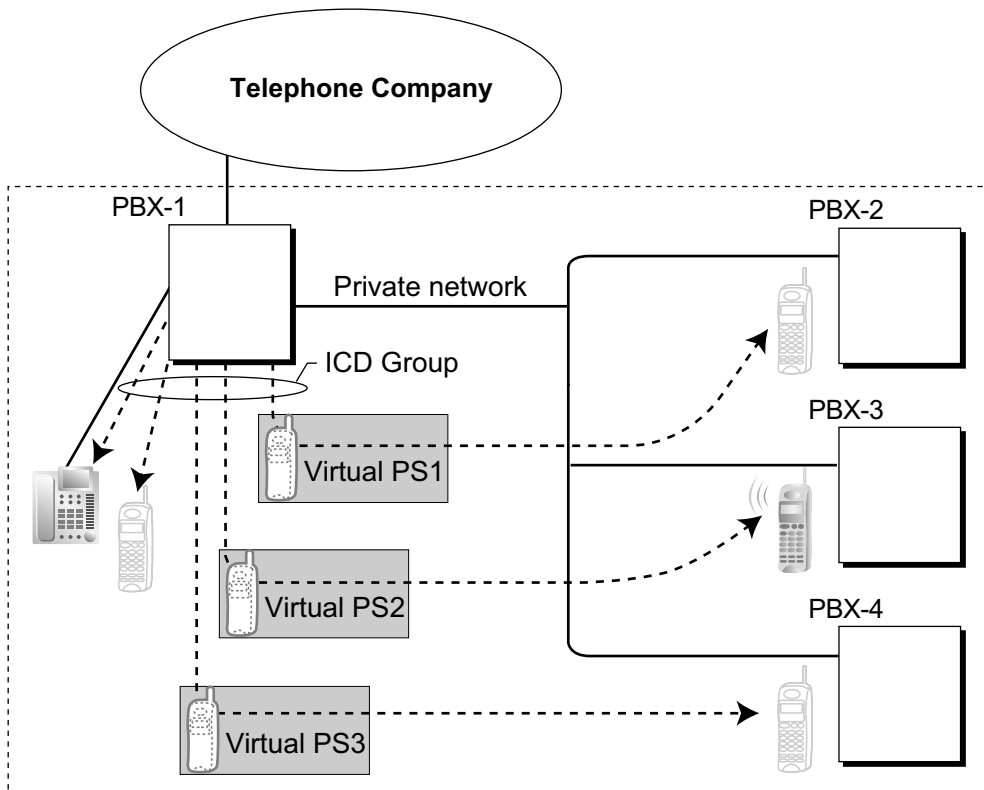 Telephone Company
PBX-1
PBX-2
Private network
ICD Group
PBX-3
Virtual PS1
Virtual PS2
PBX-4
Virtual PS3